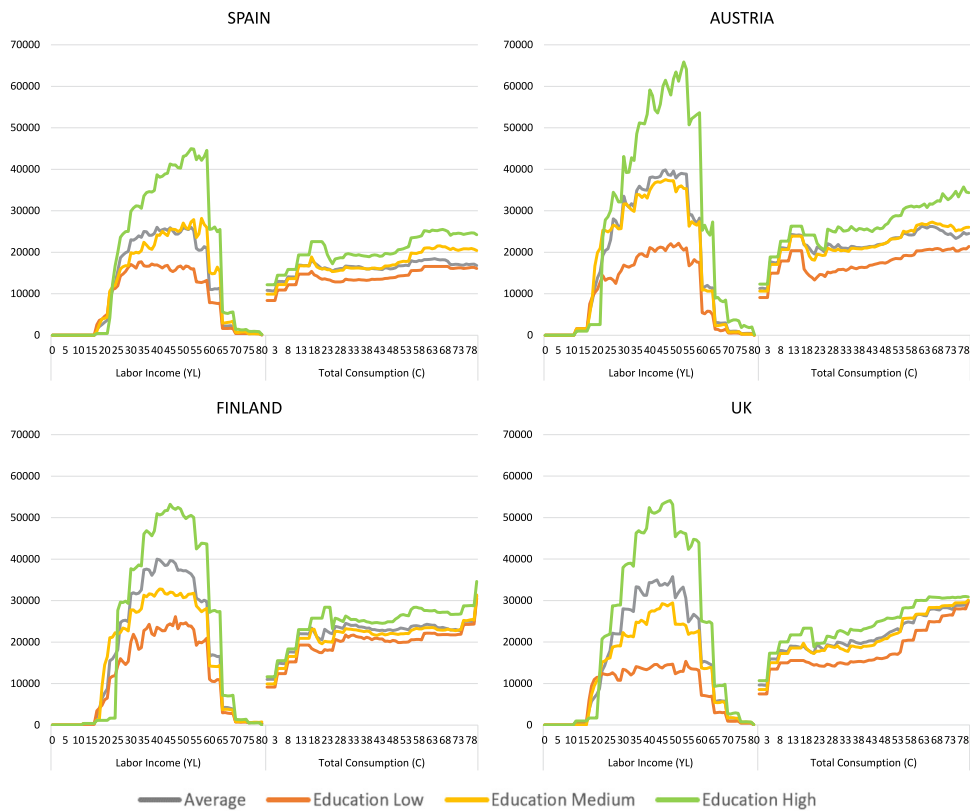 SPAIN
70000
60000
50000
40000
30000
20000
10000
0
0 5 10 15 20 25 30 35 40 45 50 55 60 65 70 75 80 0 3 8 13 18 23 28 33 38 43 48 53 58 63 68 73 78
Labor Income (YL) Total Consumption (C)
AUSTRIA
70000
60000
50000
40000
30000
20000
10000
0
0 5 10 15 20 25 30 35 40 45 50 55 60 65 70 75 80 0 3 8 13 18 23 28 33 38 43 48 53 58 63 68 73 78
Labor Income (YL) Total Consumption (C)
FINLAND
70000
60000
50000
40000
30000
20000
10000
0
0 5 10 15 20 25 30 35 40 45 50 55 60 65 70 75 80 0 3 8 13 18 23 28 33 38 43 48 53 58 63 68 73 78
Labor Income (YL) Total Consumption (C)
UK
70000
60000
50000
40000
30000
20000
10000
0
0 5 10 15 20 25 30 35 40 45 50 55 60 65 70 75 80 0 3 8 13 18 23 28 33 38 43 48 53 58 63 68 73 78
Labor Income (YL) Total Consumption (C)
Average Education Low Education Medium Education High